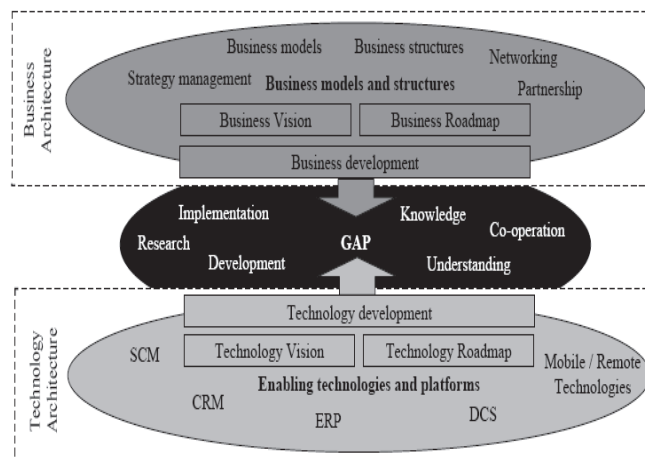 Business
Architecture
Business models
Business structures
Networking
Strategy management
Business models and structures
Partnership
Business Vision
Business Roadmap
Business development
Implementation
Knowledge
Co-operation
Research
GAP
Development
Understanding
Technology
Architecture
Technology development
SCM
Technology Vision
Technology Roadmap
Mobile / Remote
Technologies
Enabling technologies and platforms
CRM
ERP
DCS